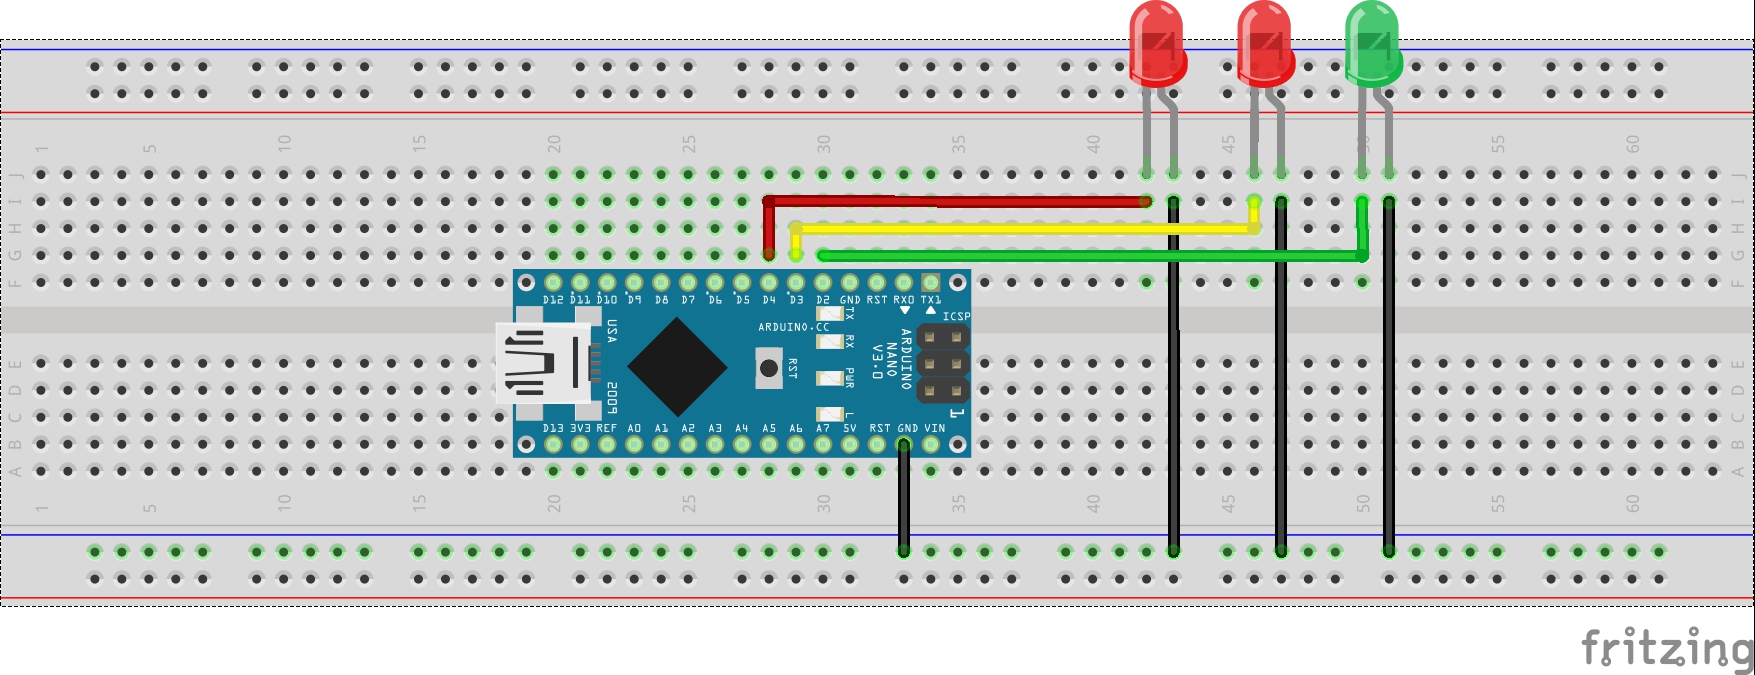 1 5 10 15 20 25 30 35 40 45 50 55 60
J J
I I
H H
G G
F F
D12 D11 D10 D9 D8 D7 D6 D5 D4 D3 D2 GND RST RX0 TX1
ICSP
TX
ARDUINO.CC
RX
USA
ARDUINO
NANO
V3.0
RST
PWR
2009
L
1
D13 3V3 REF A0 A1 A2 A3 A4 A5 A6 A7 5V RST GND VIN
E E
D D
C C
B B
A A
1 5 10 15 20 25 30 35 40 45 50 55 60
fritzing